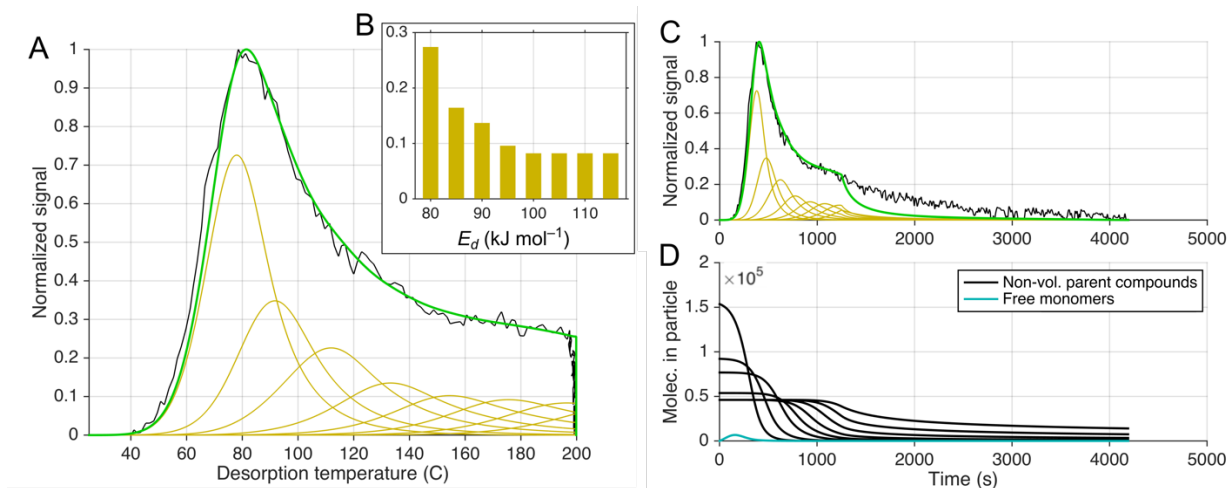 A
Normalized signal
1
0.9
0.8
0.7
0.6
0.5
0.4
0.3
0.2
0.1
0
40 60 80 100 120 140 160 180 200
Desorption temperature (C)
B
0.3
0.2
0.1
0
80 90 100 110
E_d (kJ mol⁻¹)
C
Normalized signal
1
0.8
0.6
0.4
0.2
0
0 1000 2000 3000 4000 5000
D
Molec. in particle
2
×10⁵
1.5
1
0.5
0
Non-vol. parent compounds
Free monomers
0 1000 2000 3000 4000 5000
Time (s)